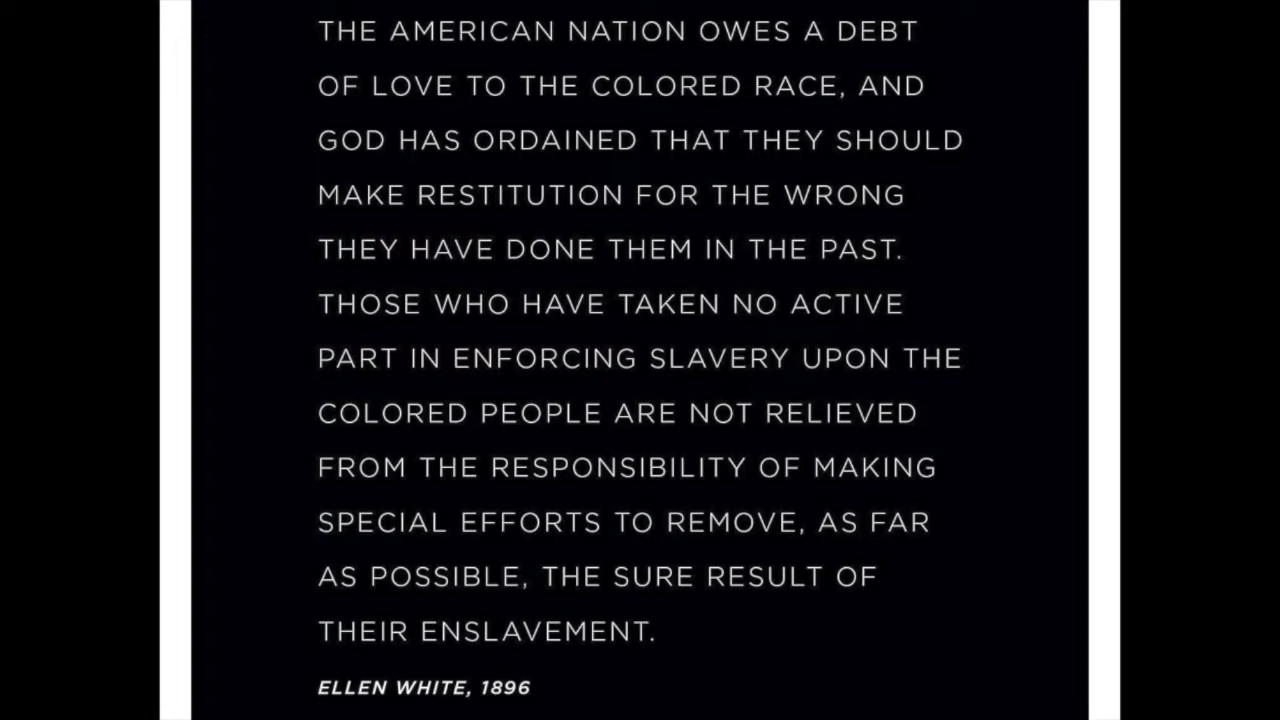 THE AMERICAN NATION OWES A DEBT
OF LOVE TO THE COLORED RACE, AND
GOD HAS ORDAINED THAT THEY SHOULD
MAKE RESTITUTION FOR THE WRONG
THEY HAVE DONE THEM IN THE PAST.
THOSE WHO HAVE TAKEN NO ACTIVE
PART IN ENFORCING SLAVERY UPON THE
COLORED PEOPLE ARE NOT RELIEVED
FROM THE RESPONSIBILITY OF MAKING
SPECIAL EFFORTS TO REMOVE, AS FAR
AS POSSIBLE, THE SURE RESULT OF
THEIR ENSLAVEMENT.
ELLEN WHITE, 1896